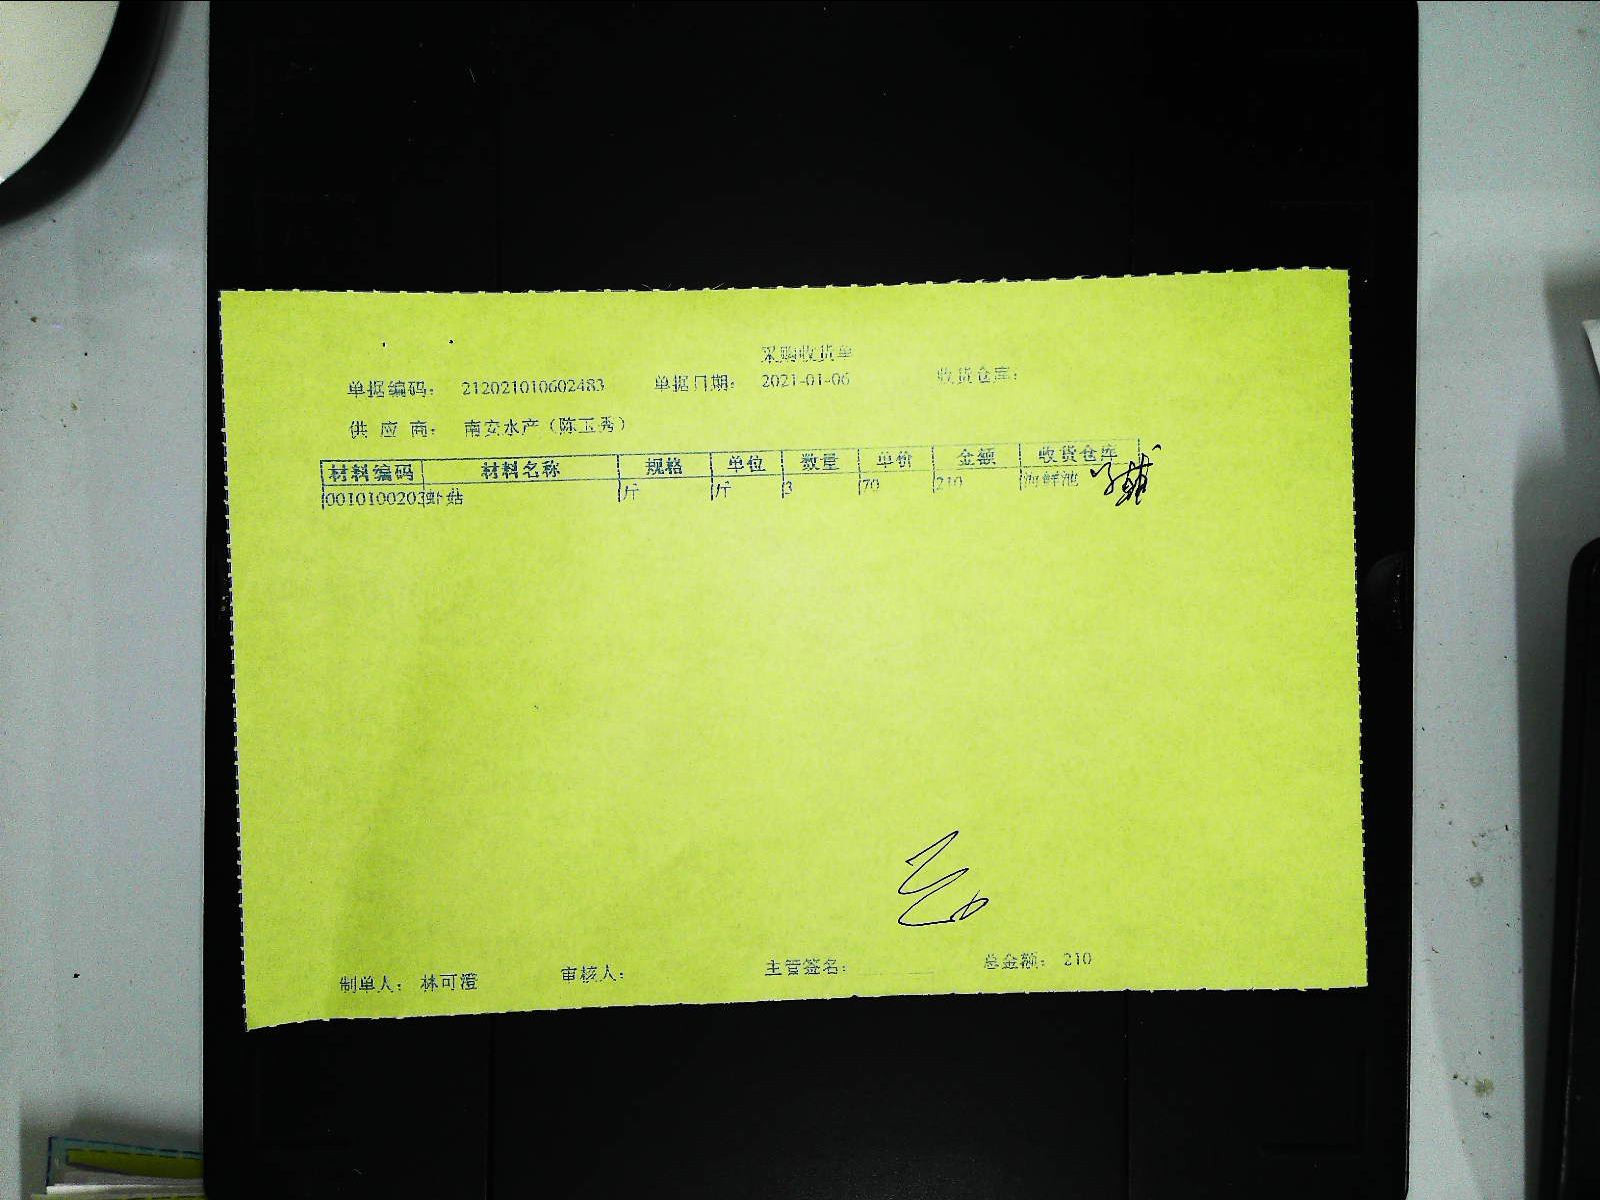 采购收货单
单据编码： 212021010602483 单据日期： 2021-01-06 收货仓库：
供 应 商： 南安水产（陈玉秀）
材料编码 材料名称 规格 单位 数量 单价 金额 收货仓库
0010100203 虾菇 斤 斤 3 70 210 海鲜池
制单人： 林可澄 审核人： 主管签名： 总金额： 210